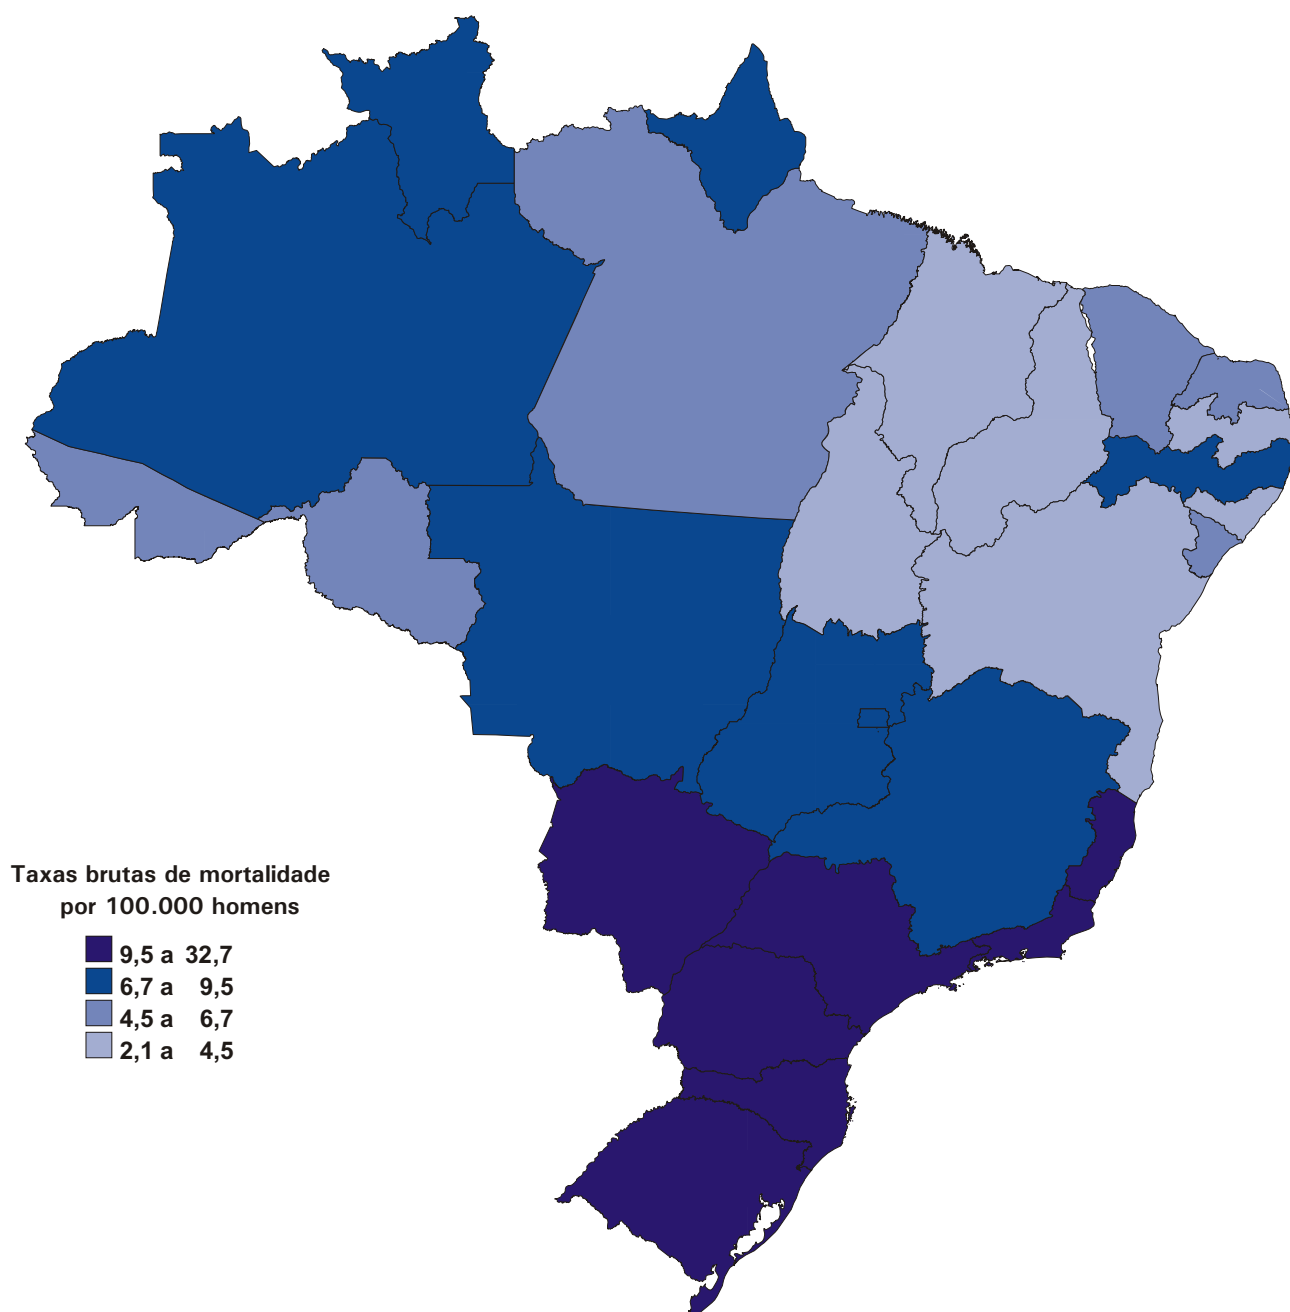 Taxas brutas de mortalidade
por 100.000 homens
9,5 a 32,7
6,7 a 9,5
4,5 a 6,7
2,1 a 4,5